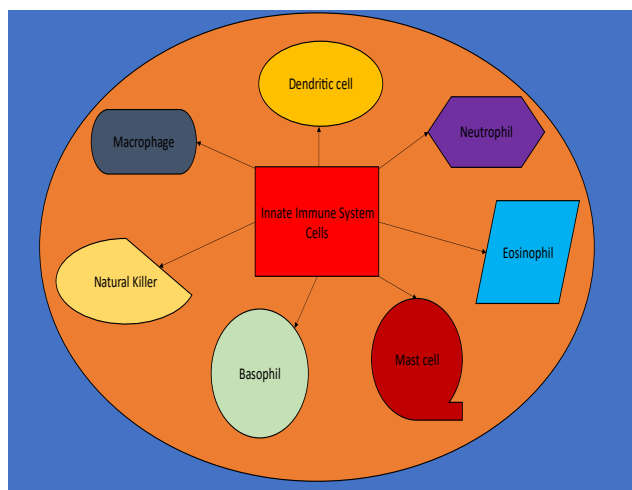 Dendritic cell
Neutrophil
Macrophage
Innate Immune System
Cells
Eosinophil
Natural Killer
Mast cell
Basophil